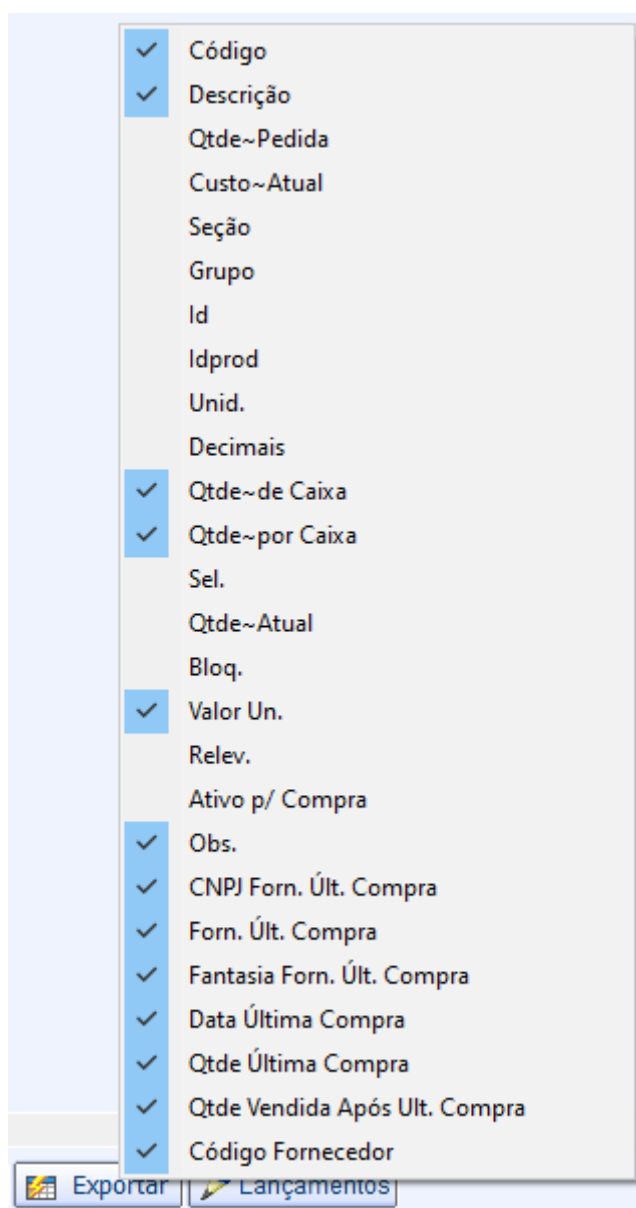 Código
Descrição
Qtde~Pedida
Custo~Atual
Seção
Grupo
Id
Idprod
Unid.
Decimais
Qtde~de Caixa
Qtde~por Caixa
Sel.
Qtde~Atual
Bloq.
Valor Un.
Relev.
Ativo p/ Compra
Obs.
CNPJ Forn. Últ. Compra
Forn. Últ. Compra
Fantasia Forn. Últ. Compra
Data Última Compra
Qtde Última Compra
Qtde Vendida Após Ult. Compra
Código Fornecedor
Exportar Lançamentos